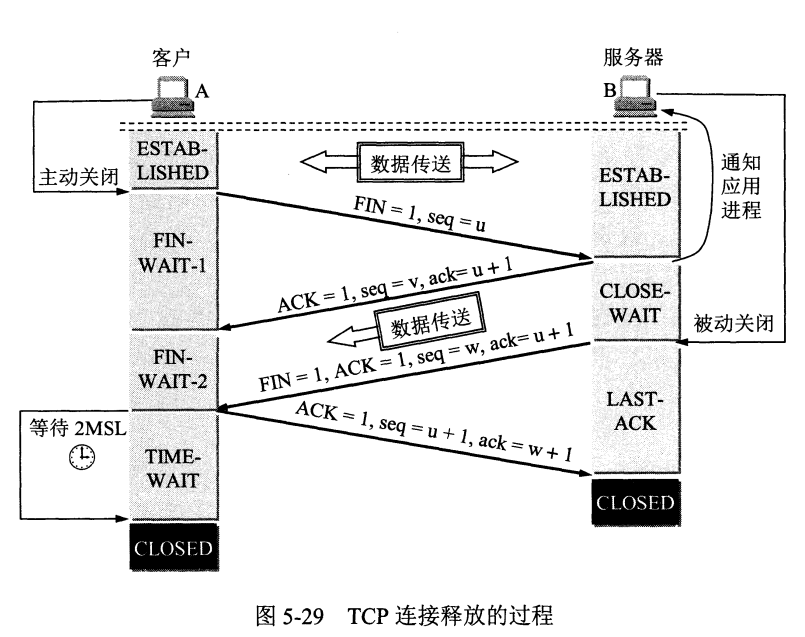 客户
服务器
A
B
ESTAB-
LISHED
数据传送
ESTAB-
LISHED
通知
应用
进程
主动关闭
FIN = 1, seq = u
FIN-
WAIT-1
ACK = 1, seq = v, ack= u + 1
CLOSE-
WAIT
数据传送
被动关闭
FIN-
WAIT-2
FIN = 1, ACK = 1, seq = w, ack= u + 1
LAST-
ACK
等待 2MSL
ACK = 1, seq = u + 1, ack = w + 1
TIME-
WAIT
CLOSED
CLOSED
图 5-29 TCP 连接释放的过程